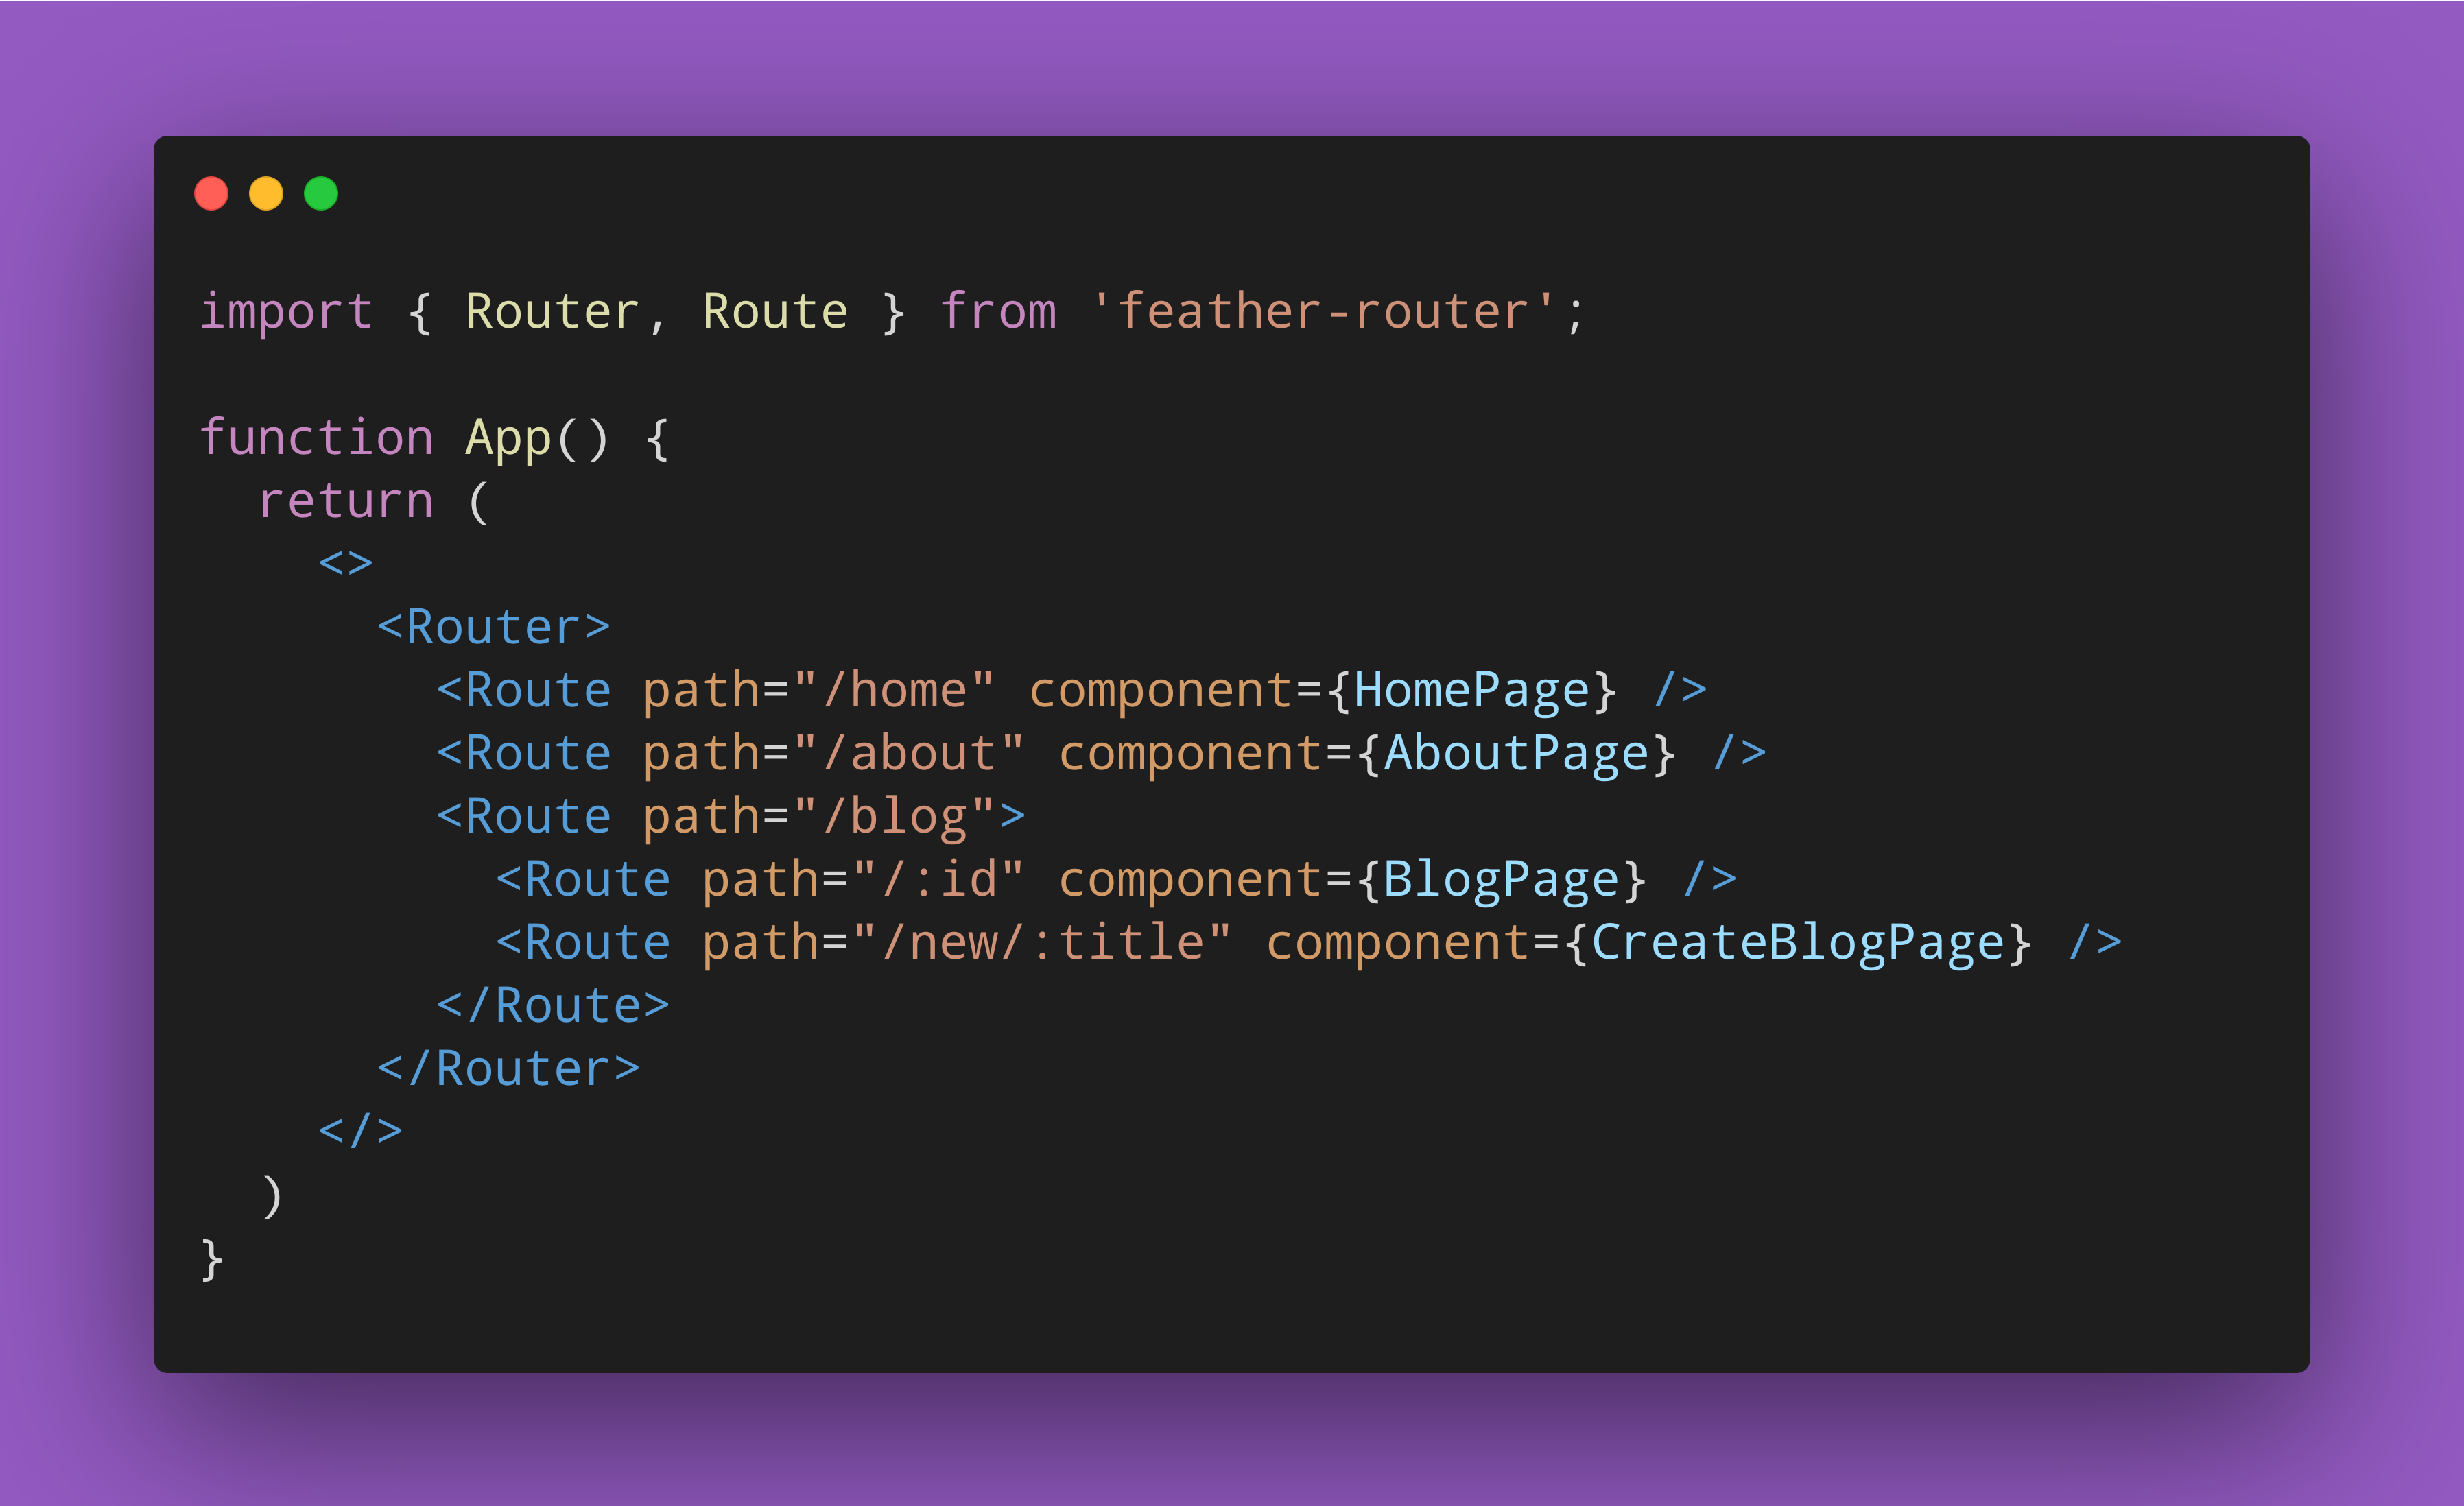 import { Router, Route } from 'feather-router';

function App() {
  return (
    <>
      <Router>
        <Route path="/home" component={HomePage} />
        <Route path="/about" component={AboutPage} />
        <Route path="/blog">
          <Route path="/:id" component={BlogPage} />
          <Route path="/new/:title" component={CreateBlogPage} />
        </Route>
      </Router>
    </>
  )
}